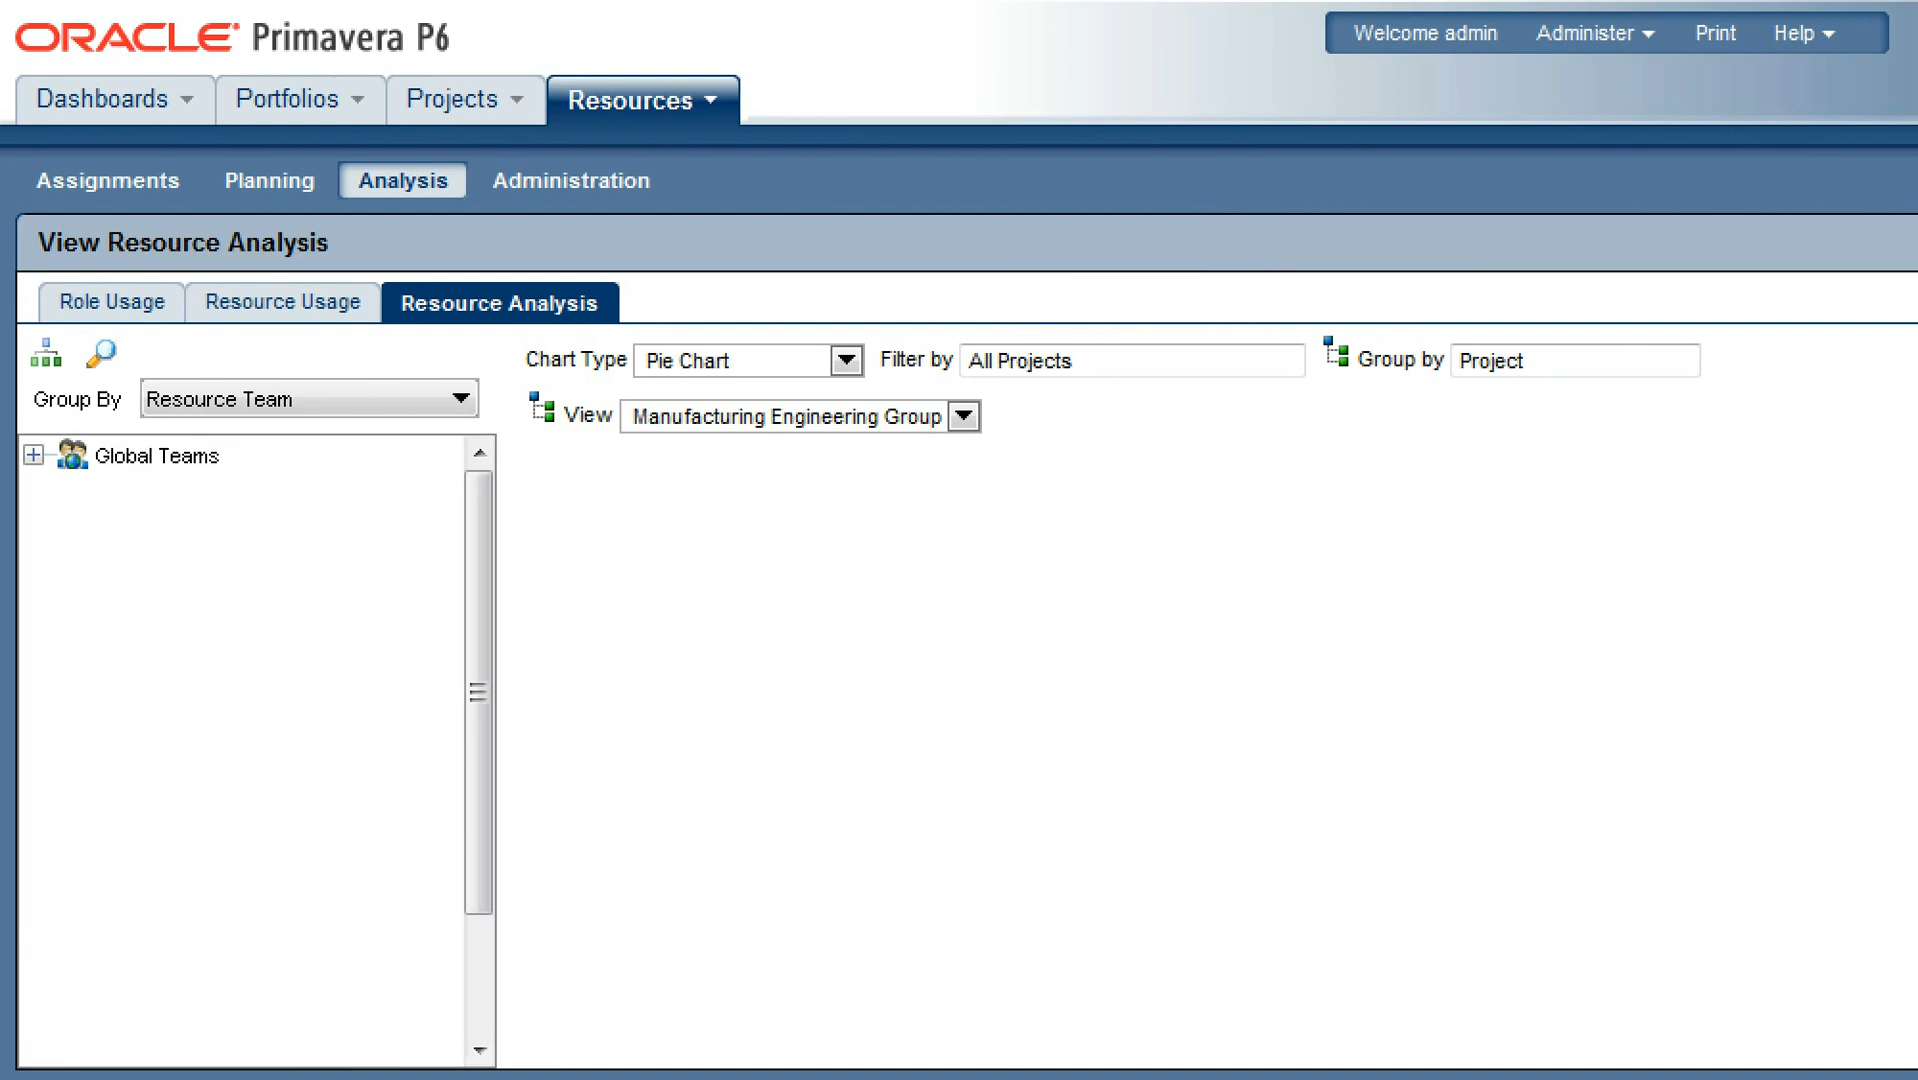 ORACLE Primavera P6
Welcome admin Administer Print Help
Dashboards Portfolios Projects Resources
Assignments Planning Analysis Administration
View Resource Analysis
Role Usage Resource Usage Resource Analysis
Chart Type Pie Chart Filter by All Projects Group by Project
Group By Resource Team
View Manufacturing Engineering Group
Global Teams